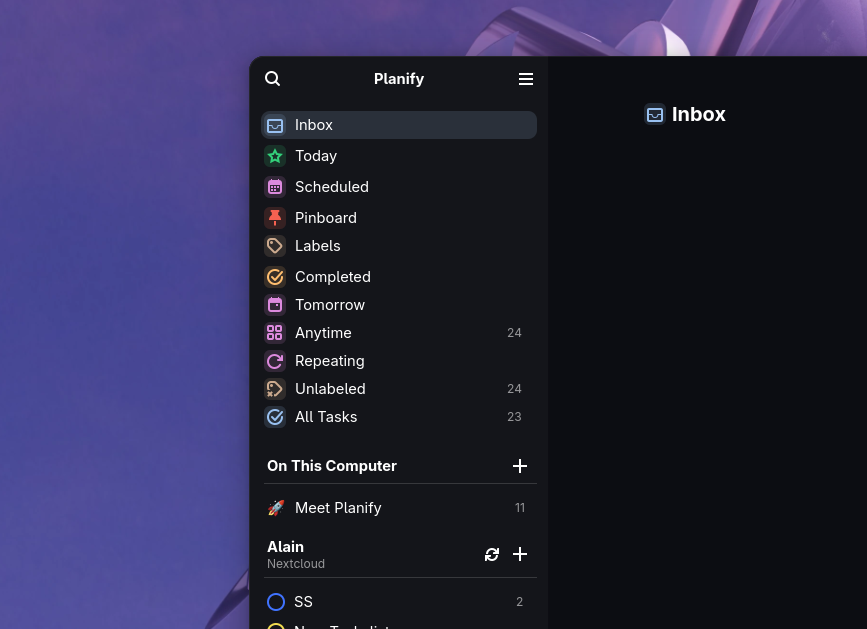 Planify
Inbox
Inbox
Today
Scheduled
Pinboard
Labels
Completed
Tomorrow
Anytime 24
Repeating
Unlabeled 24
All Tasks 23
On This Computer
Meet Planify 11
Alain
Nextcloud
SS 2